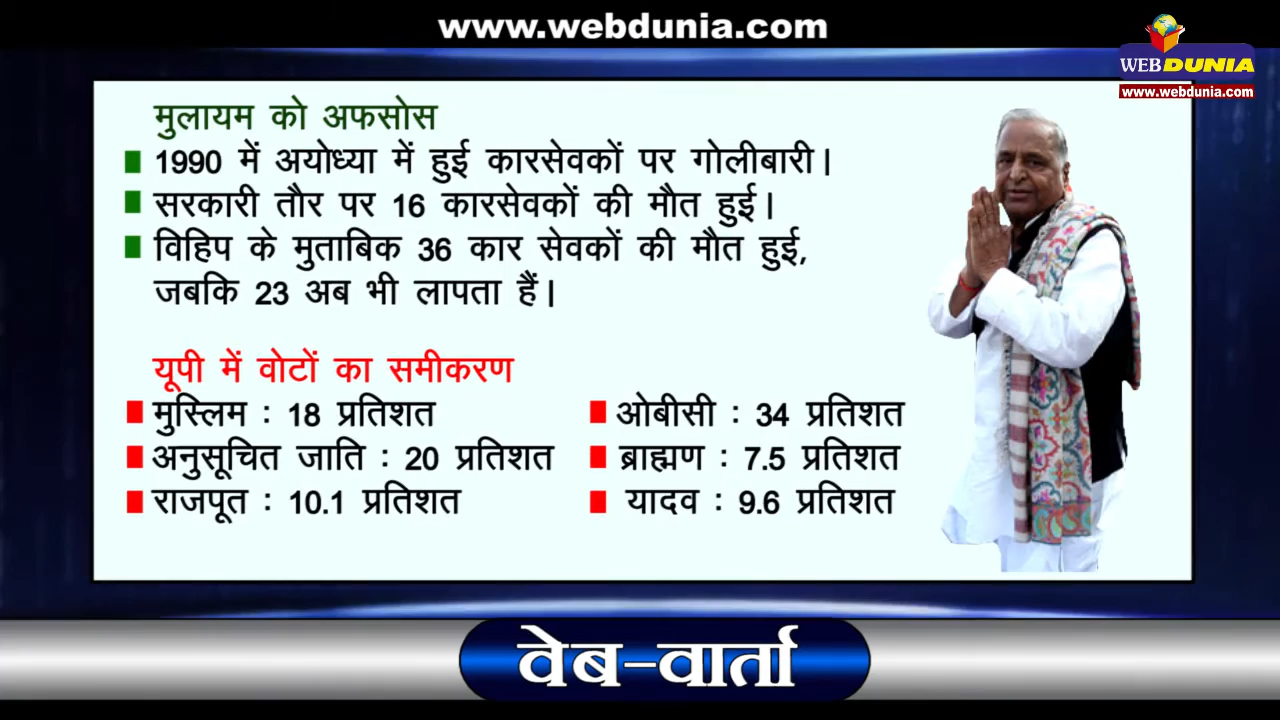 www.webdunia.com
WEBDUNIA
www.webdunia.com
मुलायम को अफसोस
1990 में अयोध्या में हुई कारसेवकों पर गोलीबारी।
सरकारी तौर पर 16 कारसेवकों की मौत हुई।
विहिप के मुताबिक 36 कार सेवकों की मौत हुई,
जबकि 23 अब भी लापता हैं।
यूपी में वोटों का समीकरण
मुस्लिम : 18 प्रतिशत
ओबीसी : 34 प्रतिशत
अनुसूचित जाति : 20 प्रतिशत
ब्राह्मण : 7.5 प्रतिशत
राजपूत : 10.1 प्रतिशत
यादव : 9.6 प्रतिशत
वेब-वार्ता